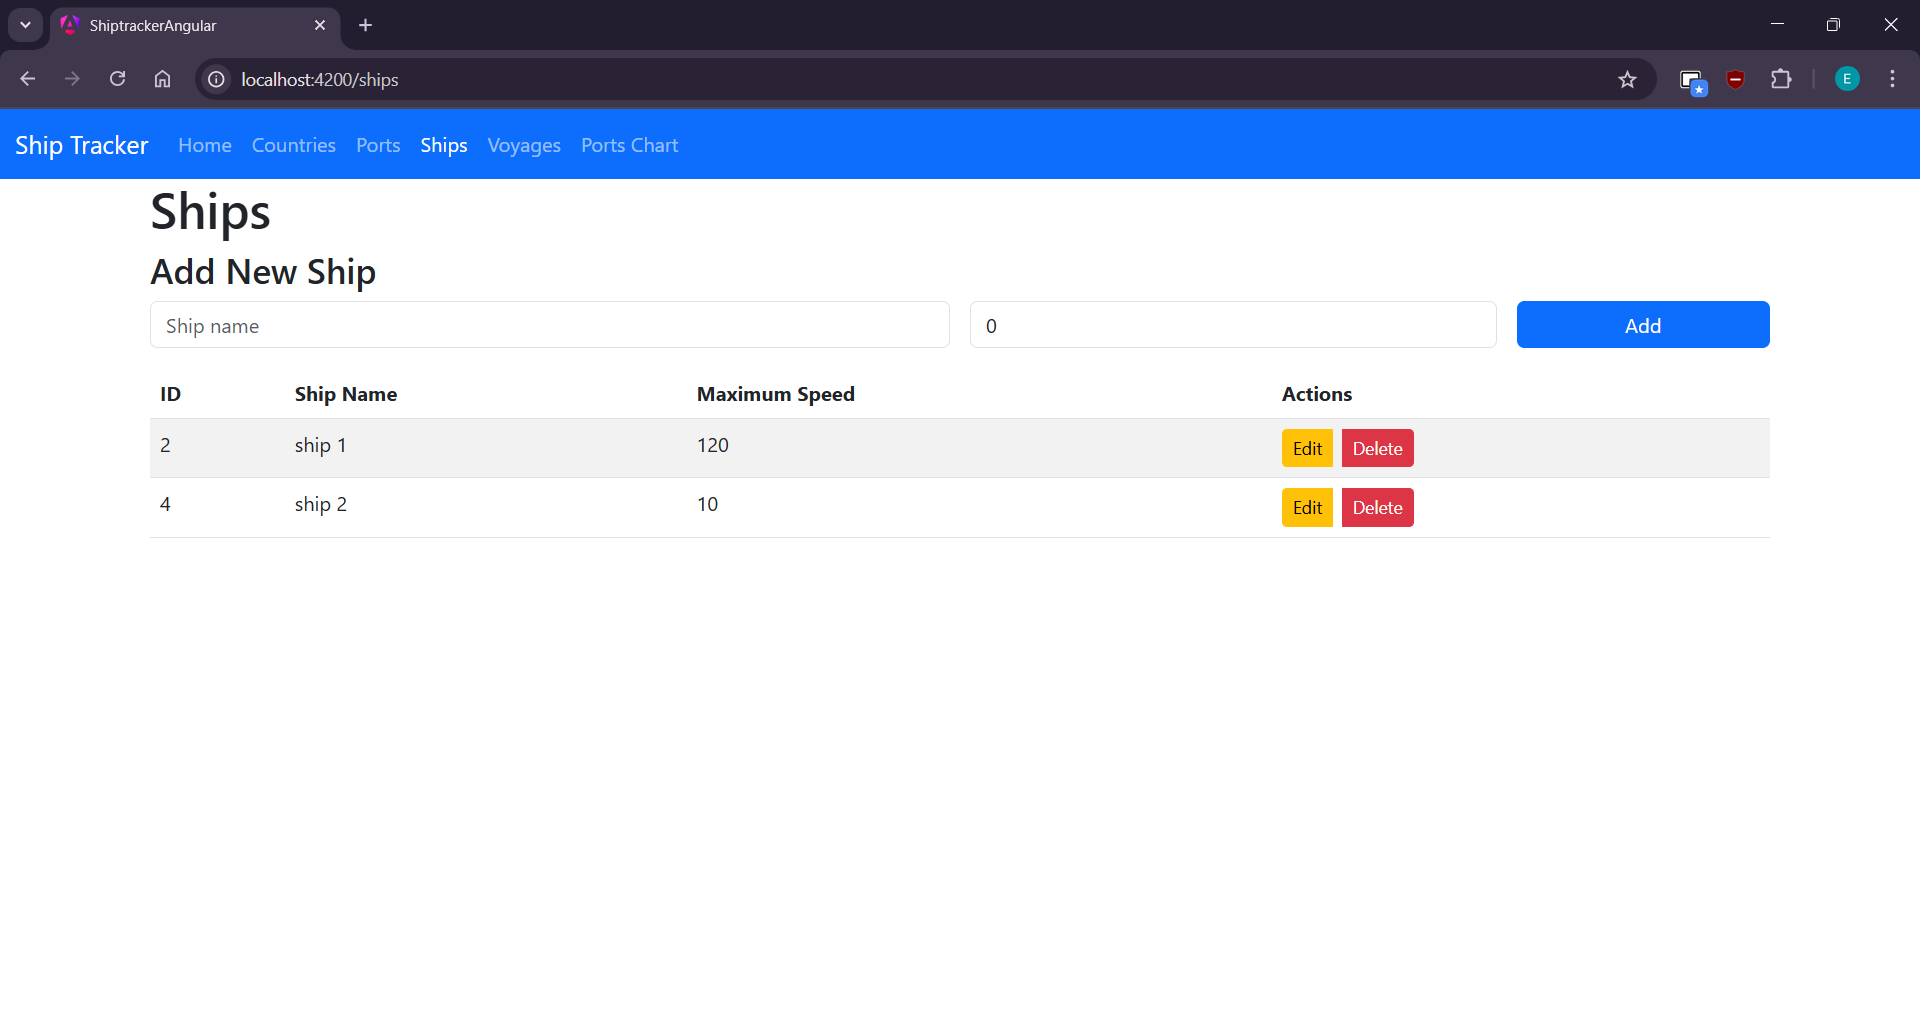 ShiptrackerAngular
localhost:4200/ships
E
Ship Tracker Home Countries Ports Ships Voyages Ports Chart
Ships
Add New Ship
Ship name 0 Add
ID Ship Name Maximum Speed Actions
2 ship 1 120 Edit Delete
4 ship 2 10 Edit Delete